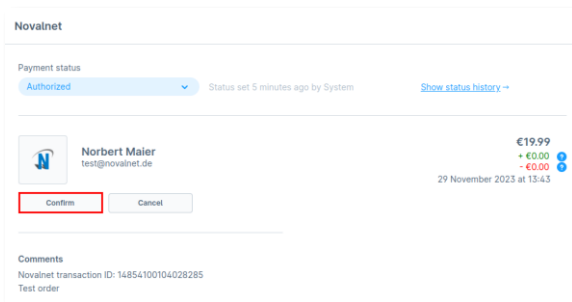 Novalnet
Payment status
Authorized
Status set 5 minutes ago by System
Show status history→
N
Norbert Maier
test@novalnet.de
€19.99
+ €0.00
- €0.00
29 November 2023 at 13:43
Confirm
Cancel
Comments
Novalnet transaction ID: 14854100104028285
Test order